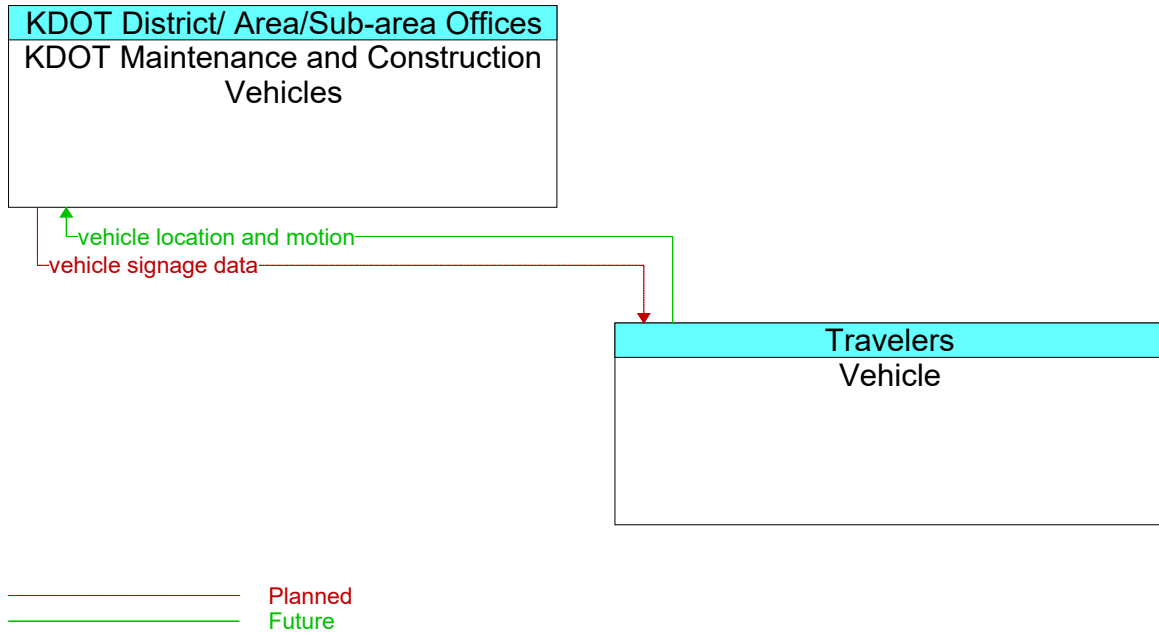 KDOT District/ Area/Sub-area Offices
KDOT Maintenance and Construction
Vehicles
vehicle location and motion
vehicle signage data
Travelers
Vehicle
Planned
Future